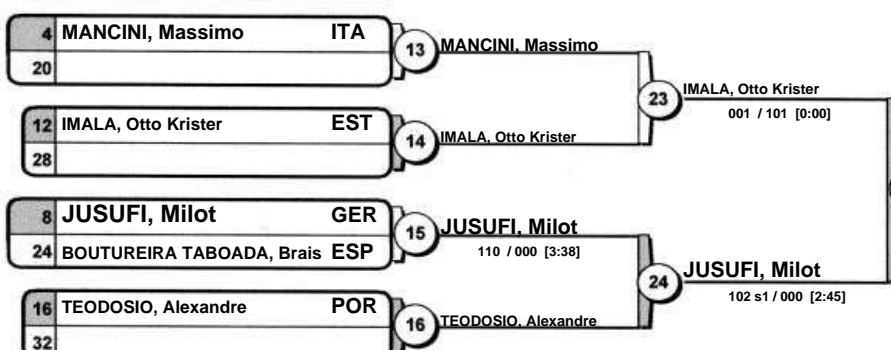 4 MANCINI, Massimo ITA
20
13 MANCINI, Massimo
12 IMALA, Otto Krister EST
28
14 IMALA, Otto Krister
23 IMALA, Otto Krister
001 / 101 [0:00]
8 JUSUFI, Milot GER
24 BOUTUREIRA TABOADA, Brais ESP
15 JUSUFI, Milot
110 / 000 [3:38]
16 TEODOSIO, Alexandre POR
32
16 TEODOSIO, Alexandre
24 JUSUFI, Milot
102 s1 / 000 [2:45]